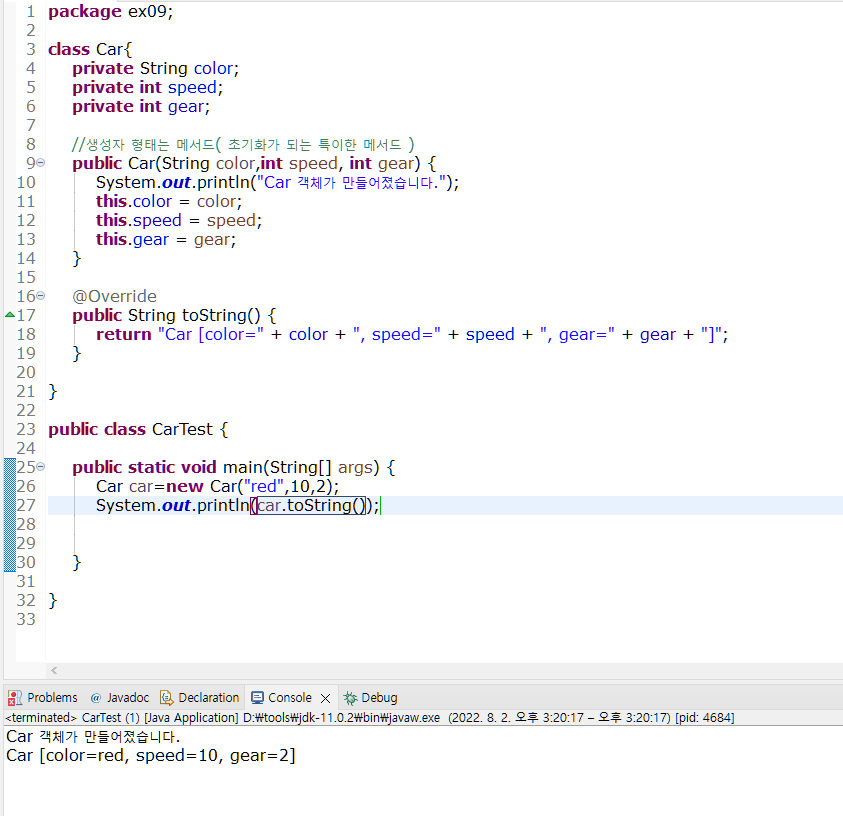 1 package ex09;
2
3 class Car{
4 private String color;
5 private int speed;
6 private int gear;
7
8 //생성자 형태는 메서드( 초기화가 되는 특이한 메서드 )
9 public Car(String color,int speed, int gear) {
10 System.out.println("Car 객체가 만들어졌습니다.");
11 this.color = color;
12 this.speed = speed;
13 this.gear = gear;
14 }
15
16 @Override
17 public String toString() {
18 return "Car [color=" + color + ", speed=" + speed + ", gear=" + gear + "]";
19 }
20
21 }
22
23 public class CarTest {
24
25 public static void main(String[] args) {
26 Car car=new Car("red",10,2);
27 System.out.println(car.toString());
28
29
30 }
31
32 }
33
Problems @ Javadoc Declaration Console Debug
<terminated> CarTest (1) [Java Application] D:₩tools₩jdk-11.0.2₩bin₩javaw.exe (2022. 8. 2. 오후 3:20:17 – 오후 3:20:17) [pid: 4684]
Car 객체가 만들어졌습니다.
Car [color=red, speed=10, gear=2]